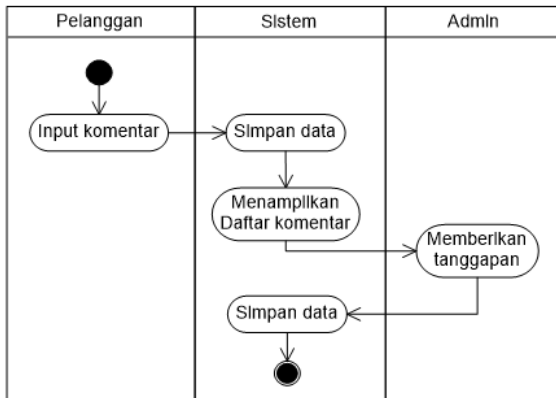 Pelanggan
Sistem
Admin
Input komentar
Simpan data
Menampilkan
Daftar komentar
Memberikan
tanggapan
Simpan data